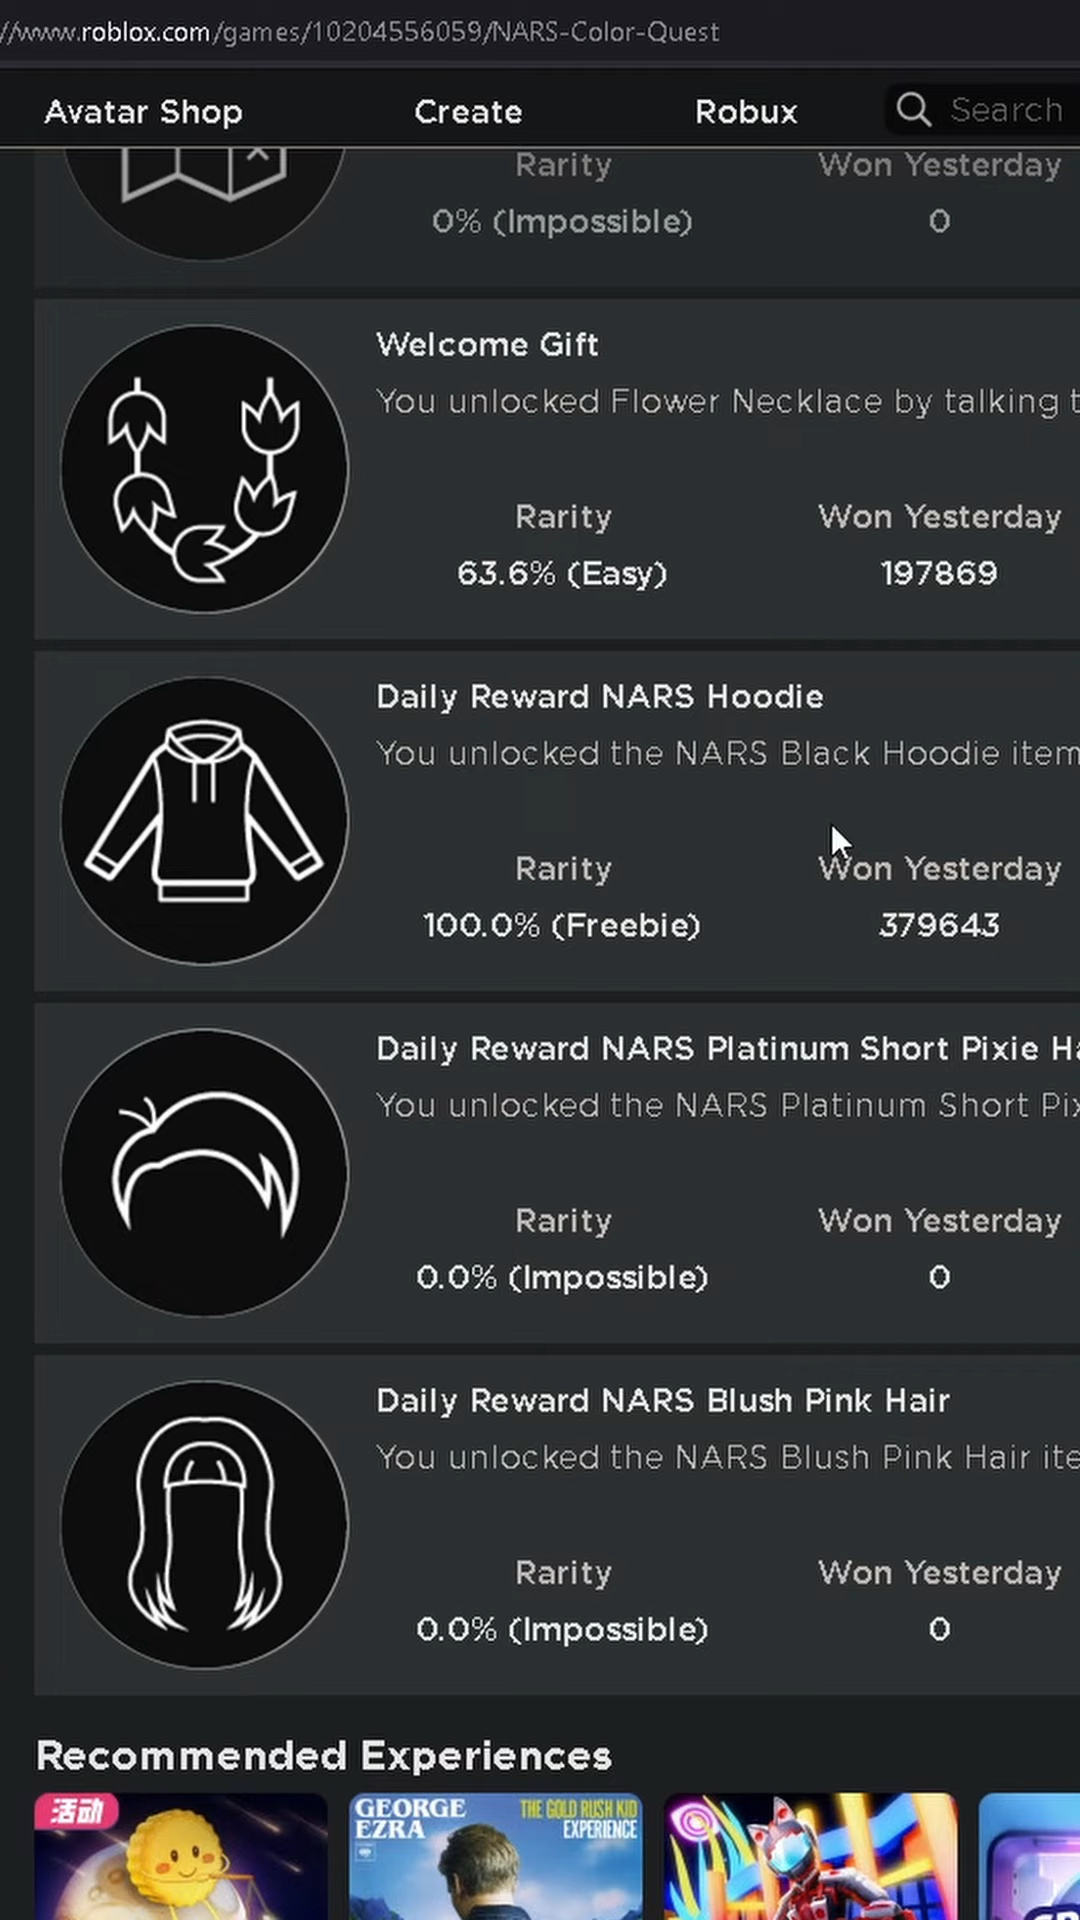 //www.roblox.com/games/10204556059/NARS-Color-Quest
Avatar Shop Create Robux Search
Rarity Won Yesterday
0% (Impossible) 0
Welcome Gift
You unlocked Flower Necklace by talking t
Rarity Won Yesterday
63.6% (Easy) 197869
Daily Reward NARS Hoodie
You unlocked the NARS Black Hoodie item
Rarity Won Yesterday
100.0% (Freebie) 379643
Daily Reward NARS Platinum Short Pixie Ha
You unlocked the NARS Platinum Short Pix
Rarity Won Yesterday
0.0% (Impossible) 0
Daily Reward NARS Blush Pink Hair
You unlocked the NARS Blush Pink Hair ite
Rarity Won Yesterday
0.0% (Impossible) 0
Recommended Experiences
活动
GEORGE EZRA
THE GOLD RUSH KID
EXPERIENCE